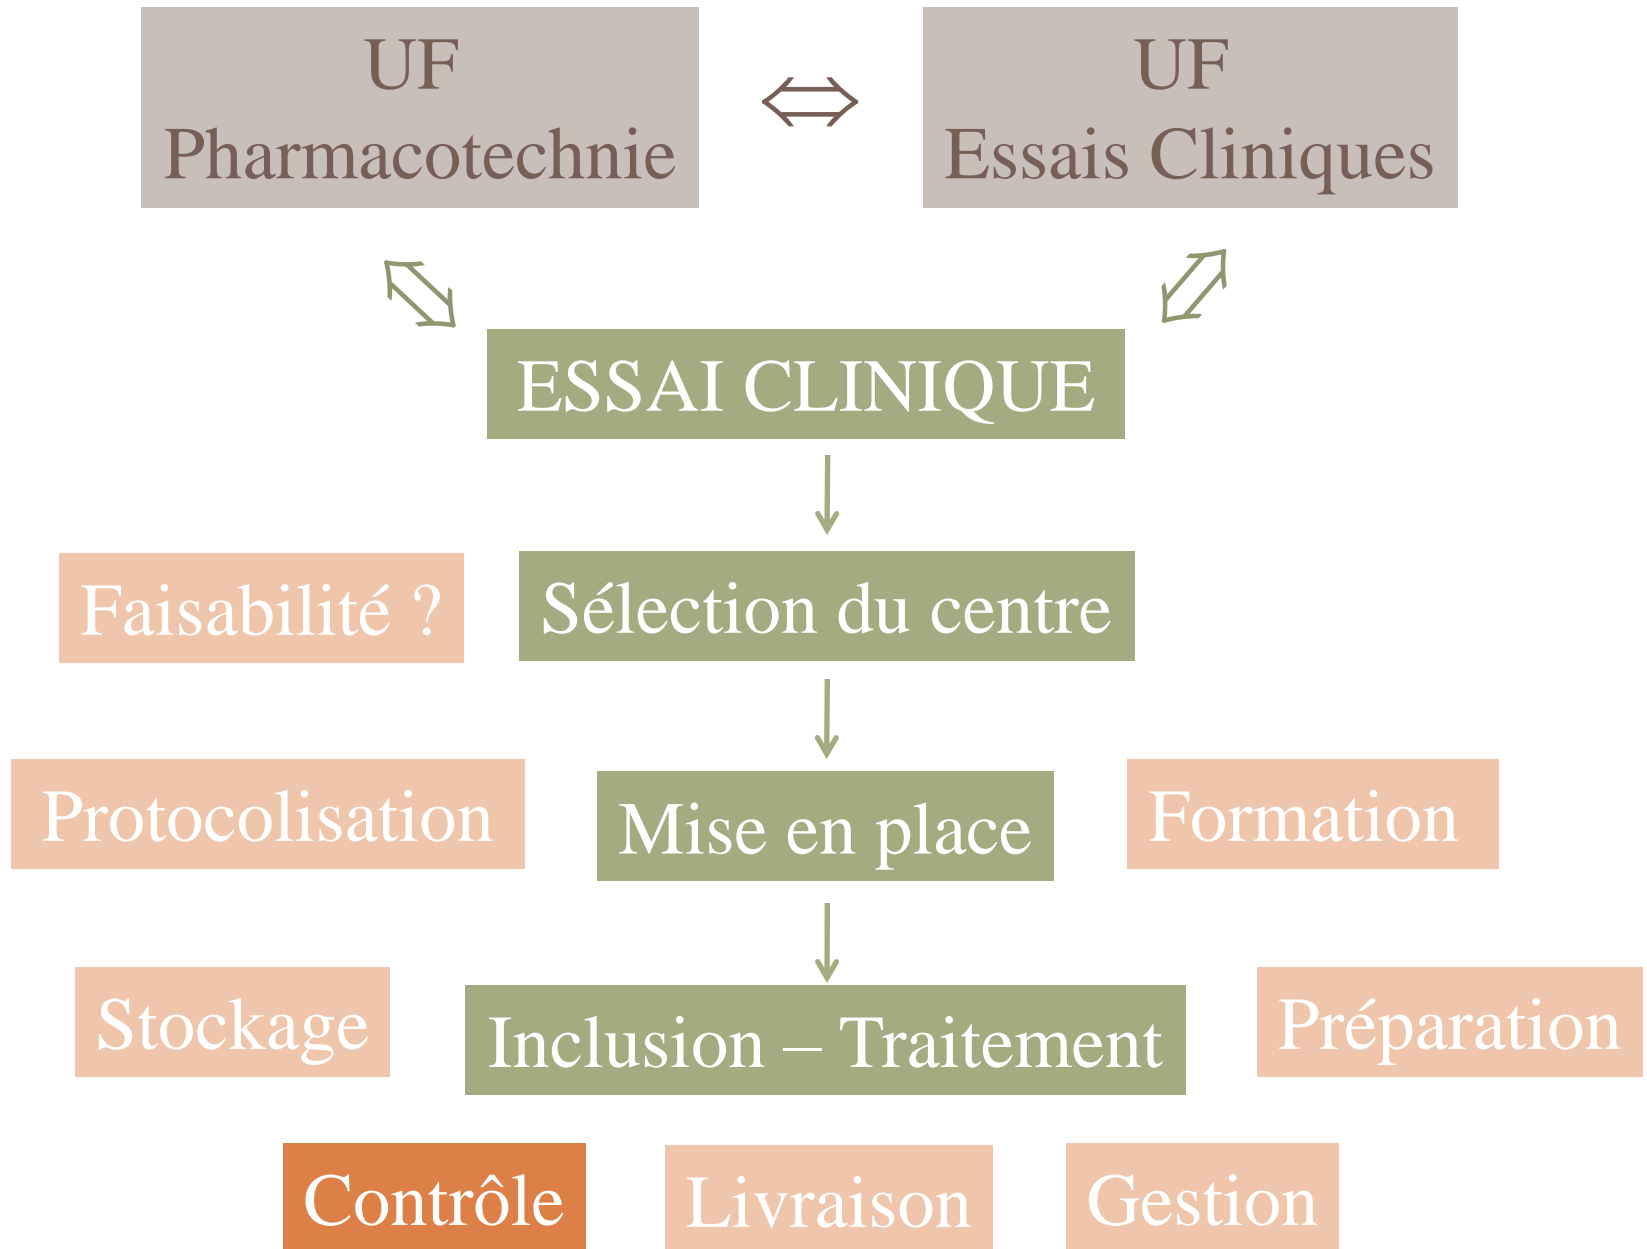 UF
Pharmacotechnie
UF
Essais Cliniques
ESSAI CLINIQUE
Faisabilité ?
Sélection du centre
Protocolisation
Mise en place
Formation
Stockage
Inclusion – Traitement
Préparation
Contrôle
Livraison
Gestion